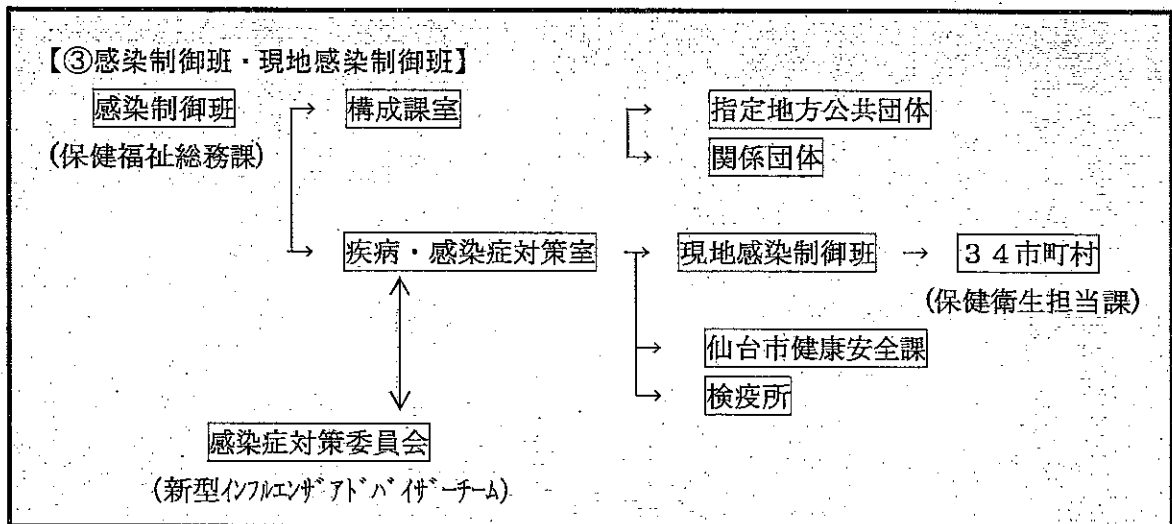 【③感染制御班・現地感染制御班】
感染制御班 → 構成課室 → 指定地方公共団体
(保健福祉総務課) → 関係団体
→ 疾病・感染症対策室 → 現地感染制御班 → 34市町村
(保健衛生担当課)
→ 仙台市健康安全課
→ 検疫所
感染症対策委員会
(新型インフルエンザアドバイザーチーム)